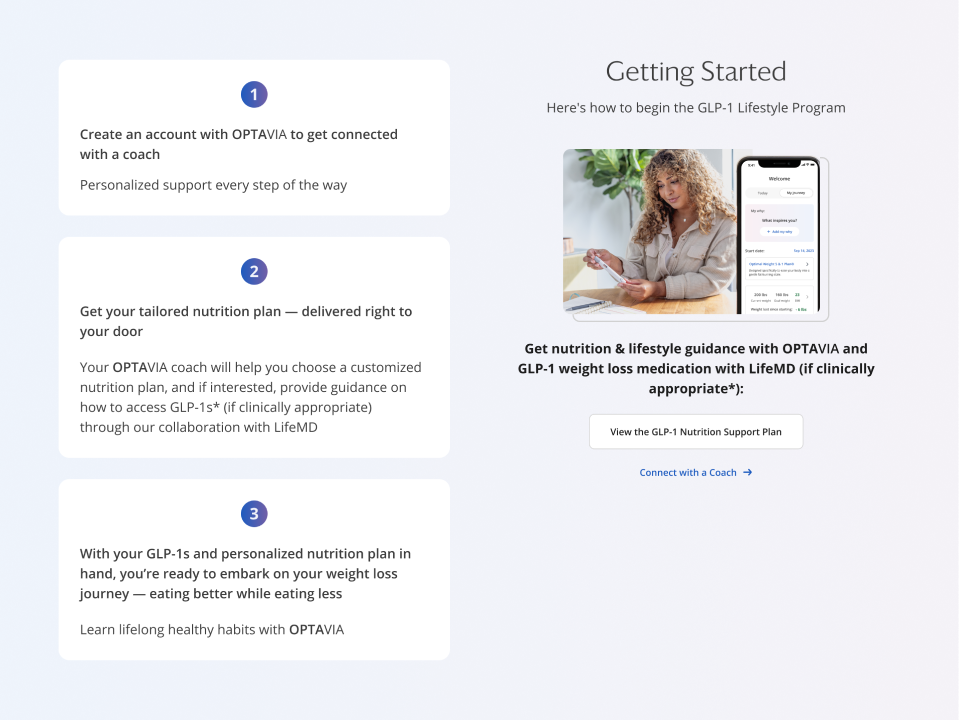 1
Create an account with OPTAVIA to get connected
with a coach
Personalized support every step of the way
2
Get your tailored nutrition plan — delivered right to
your door
Your OPTAVIA coach will help you choose a customized
nutrition plan, and if interested, provide guidance on
how to access GLP-1s* (if clinically appropriate)
through our collaboration with LifeMD
3
With your GLP-1s and personalized nutrition plan in
hand, you’re ready to embark on your weight loss
journey — eating better while eating less
Learn lifelong healthy habits with OPTAVIA
Getting Started
Here's how to begin the GLP-1 Lifestyle Program
Welcome
Today My journey
My why:
What inspires you?
+ Add my why
Start date:
200 lbs 160 lbs
Get nutrition & lifestyle guidance with OPTAVIA and
GLP-1 weight loss medication with LifeMD (if clinically
appropriate*):
View the GLP-1 Nutrition Support Plan
Connect with a Coach →